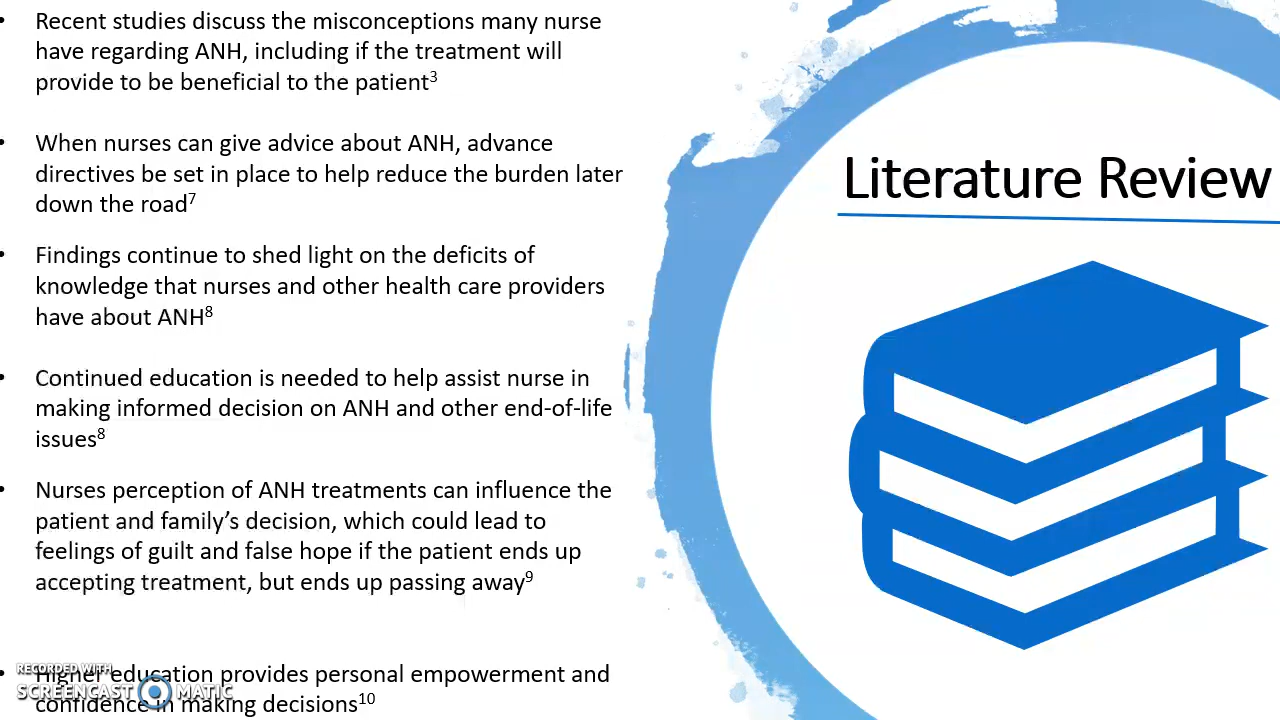 • Recent studies discuss the misconceptions many nurse
have regarding ANH, including if the treatment will
provide to be beneficial to the patient³
• When nurses can give advice about ANH, advance
directives be set in place to help reduce the burden later
down the road⁷
• Findings continue to shed light on the deficits of
knowledge that nurses and other health care providers
have about ANH⁸
• Continued education is needed to help assist nurse in
making informed decision on ANH and other end-of-life
issues⁸
• Nurses perception of ANH treatments can influence the
patient and family’s decision, which could lead to
feelings of guilt and false hope if the patient ends up
accepting treatment, but ends up passing away⁹
• Higher education provides personal empowerment and
confidence in making decisions¹⁰
Literature Review
RECORDED WITH
SCREENCAST MATIC